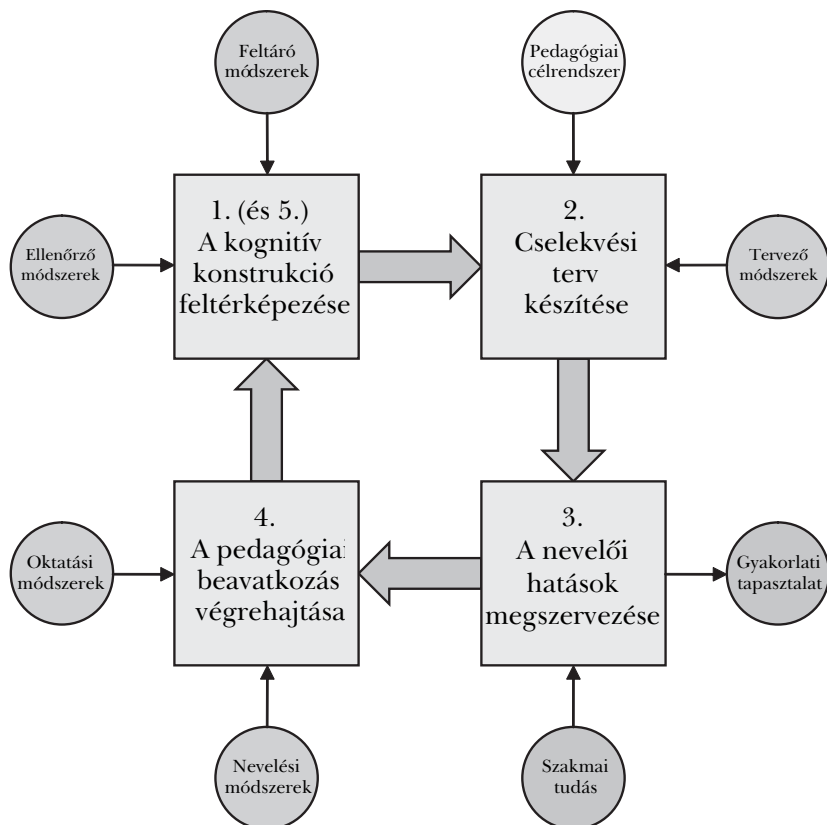 Feltáró
módszerek
Pedagógiai
célrendszer
Ellenőrző
módszerek
1. (és 5.)
A kognitív
konstrukció
feltérképezése
2.
Cselekvési
terv
készítése
Tervező
módszerek
Oktatási
módszerek
4.
A pedagógiai
beavatkozás
végrehajtása
3.
A nevelői
hatások
megszervezése
Gyakorlati
tapasztalat
Nevelési
módszerek
Szakmai
tudás